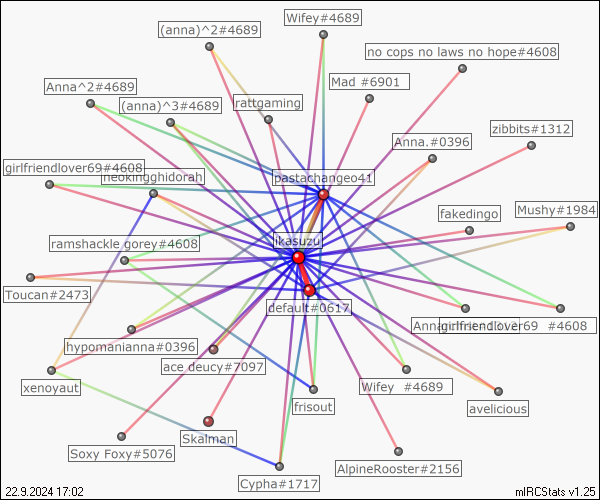 Wifey#4689
(anna)^2#4689
no cops no laws no hope#4608
Mad #6901
Anna^2#4689
(anna)^3#4689
rattgaming
zibbits#1312
Anna.#0396
girlfriendlover69#4608
neokingghidorah
pastachangeo41
fakedingo
Mushy#1984
ramshackle gorey#4608
likasuzu
Toucan#2473
default#0617
girlfriendlover69 #4608
hypomanianna#0396
ace deucy#7097
xenoyaut
Wifey #4689
frisout
avelicious
Skalman
Soxy Foxy#5076
AlpineRooster#2156
Cypha#1717
22.9.2024 17:02
mIRCStats v1.25